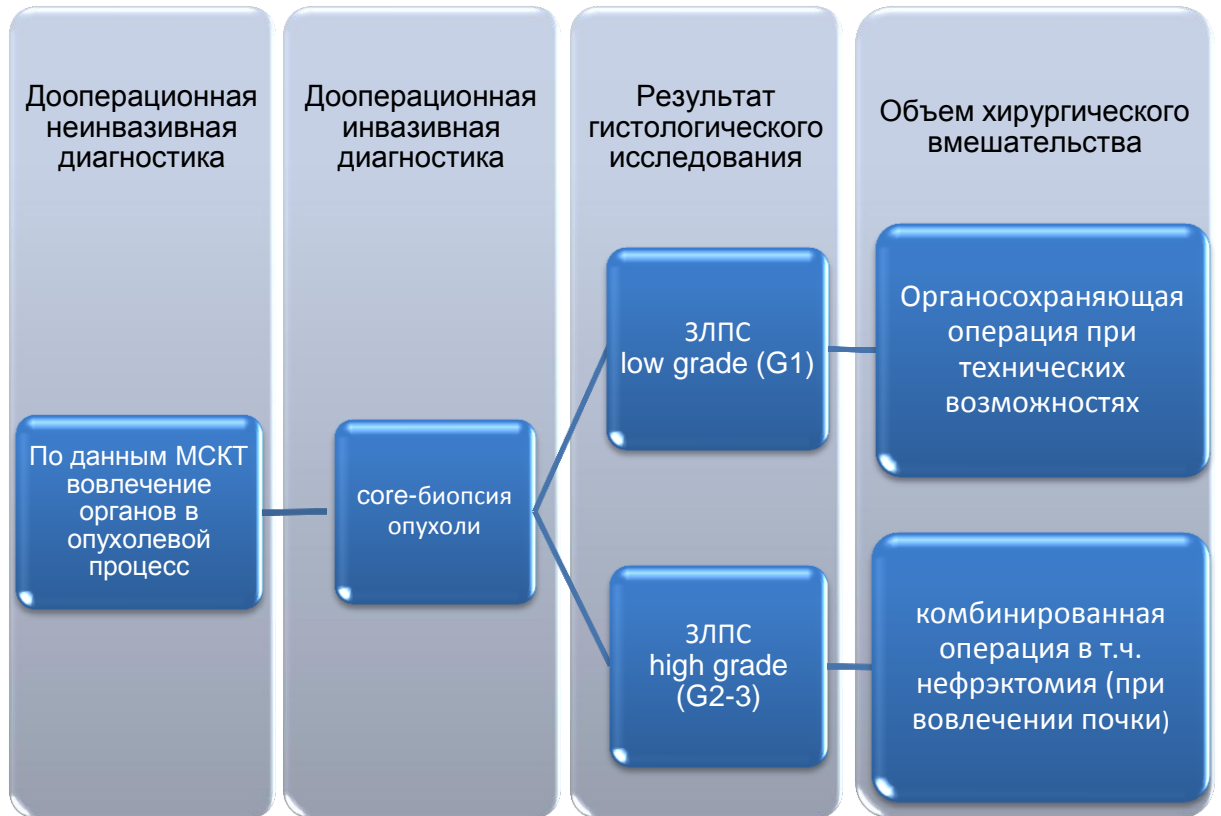 Дооперационная
неинвазивная
диагностика
Дооперационная
инвазивная
диагностика
Результат
гистологического
исследования
Объем хирургического
вмешательства
По данным МСКТ
вовлечение
органов в
опухолевой
процесс
core-биопсия
опухоли
ЗЛПС
low grade (G1)
ЗЛПС
high grade
(G2-3)
Органосохраняющая
операция при
технических
возможностях
комбинированная
операция в т.ч.
нефрэктомия (при
вовлечении почки)